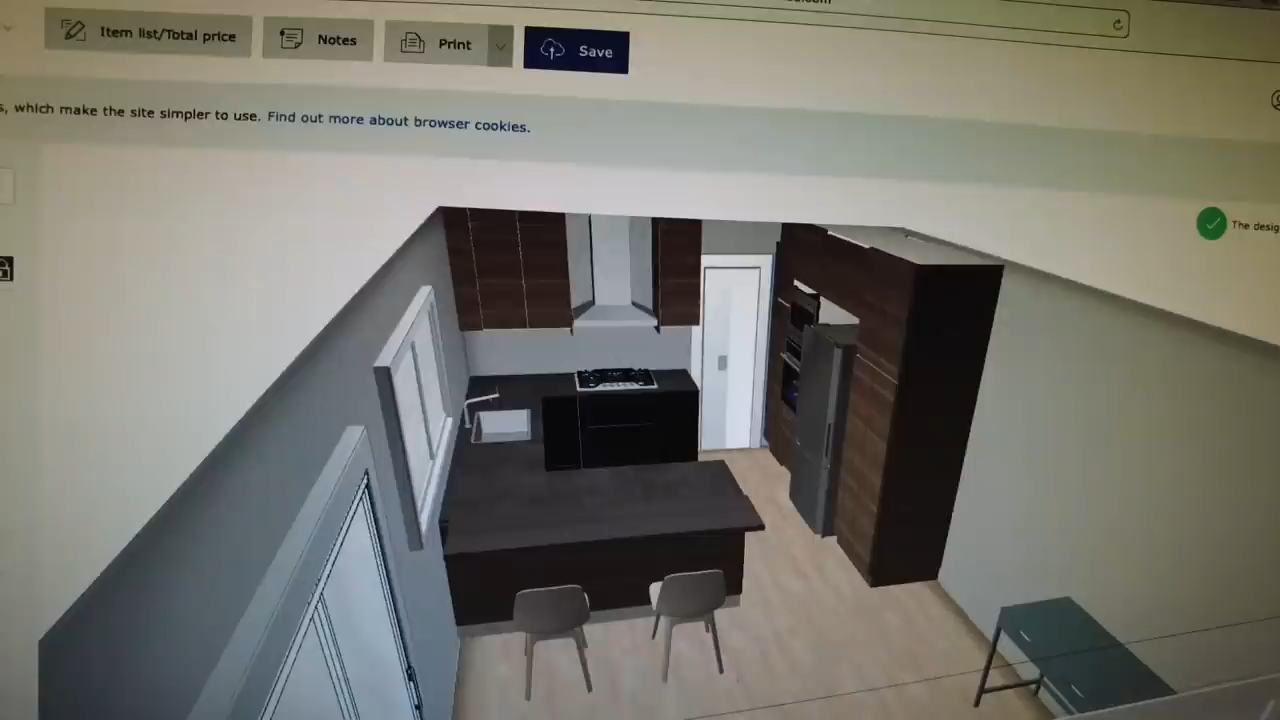 Item list/Total price
Notes
Print
Save
which make the site simpler to use. Find out more about browser cookies.
The